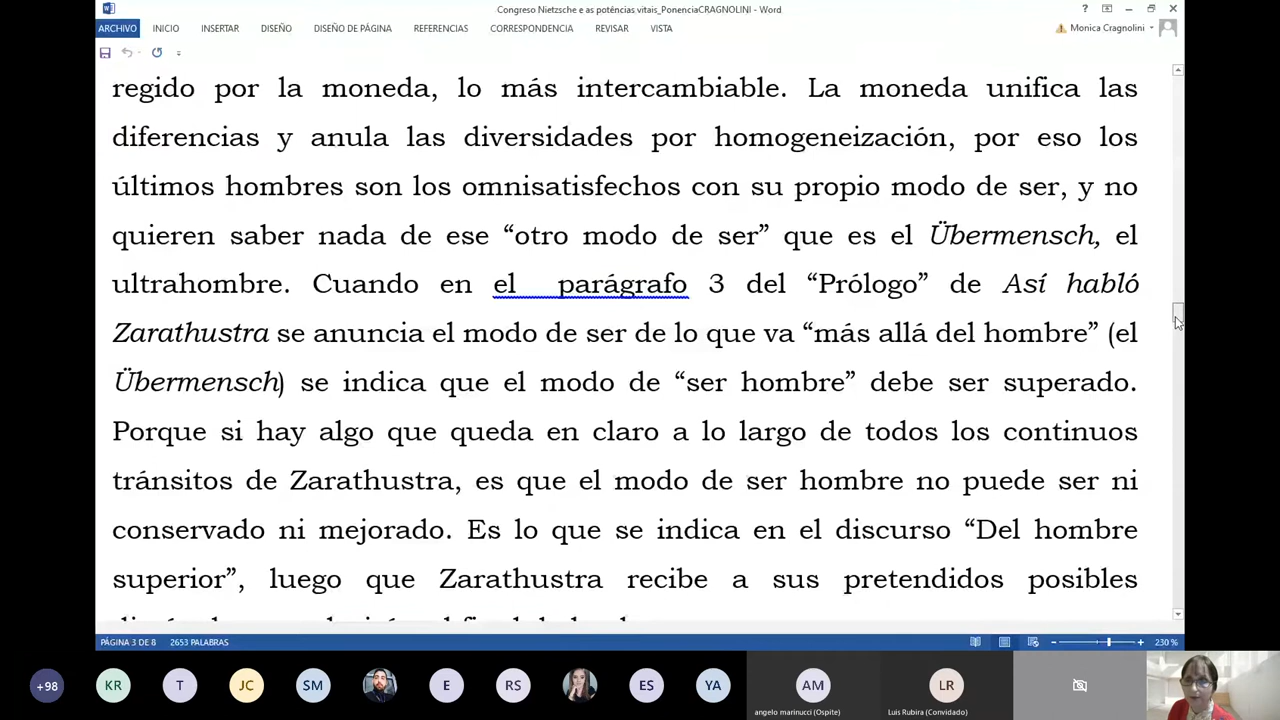 Congreso Nietzsche e as potências vitais_PonenciaCRAGNOLINI - Word
ARCHIVO INICIO INSERTAR DISEÑO DISEÑO DE PÁGINA REFERENCIAS CORRESPONDENCIA REVISAR VISTA Monica Cragnolini
regido por la moneda, lo más intercambiable. La moneda unifica las
diferencias y anula las diversidades por homogeneización, por eso los
últimos hombres son los omnisatisfechos con su propio modo de ser, y no
quieren saber nada de ese “otro modo de ser” que es el Übermensch, el
ultrahombre. Cuando en el parágrafo 3 del “Prólogo” de Así habló
Zarathustra se anuncia el modo de ser de lo que va “más allá del hombre” (el
Übermensch) se indica que el modo de “ser hombre” debe ser superado.
Porque si hay algo que queda en claro a lo largo de todos los continuos
tránsitos de Zarathustra, es que el modo de ser hombre no puede ser ni
conservado ni mejorado. Es lo que se indica en el discurso “Del hombre
superior”, luego que Zarathustra recibe a sus pretendidos posibles
PÁGINA 3 DE 8 2653 PALABRAS 230 %
+98 KR T JC SM E RS ES YA AM LR
angelo marinucci (Ospite) Luis Rubira (Convidado)